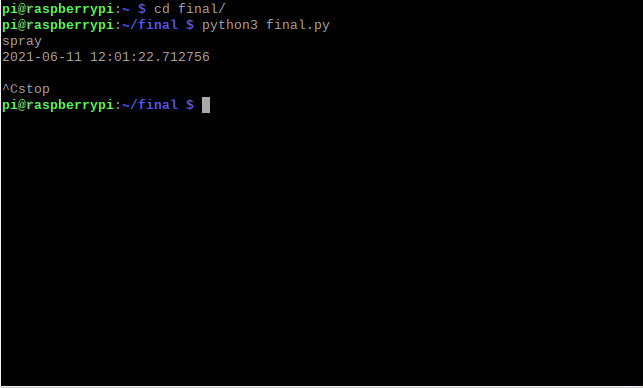 pi@raspberrypi:~ $ cd final/
pi@raspberrypi:~/final $ python3 final.py
spray
2021-06-11 12:01:22.712756
^Cstop
pi@raspberrypi:~/final $